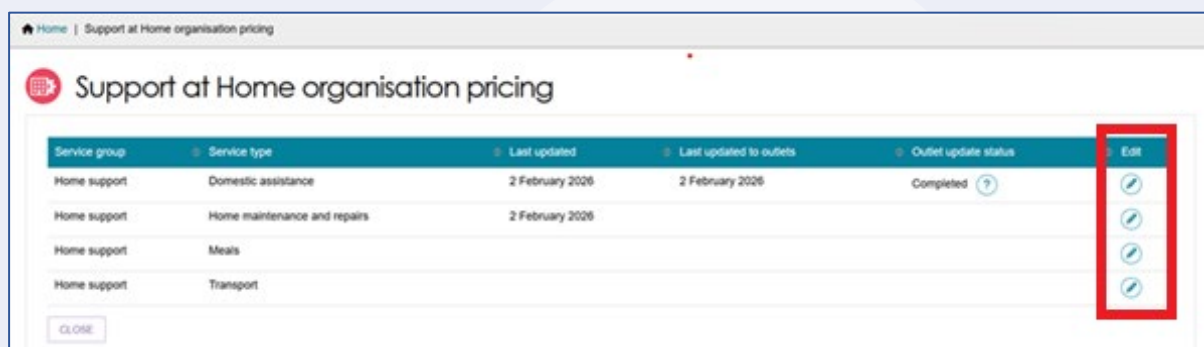 Home | Support at Home organisation pricing
Support at Home organisation pricing
Service group Service type Last updated Last updated to outlets Outlet update status Edit
Home support Domestic assistance 2 February 2026 2 February 2026 Completed ?
Home support Home maintenance and repairs 2 February 2026
Home support Meals
Home support Transport
CLOSE